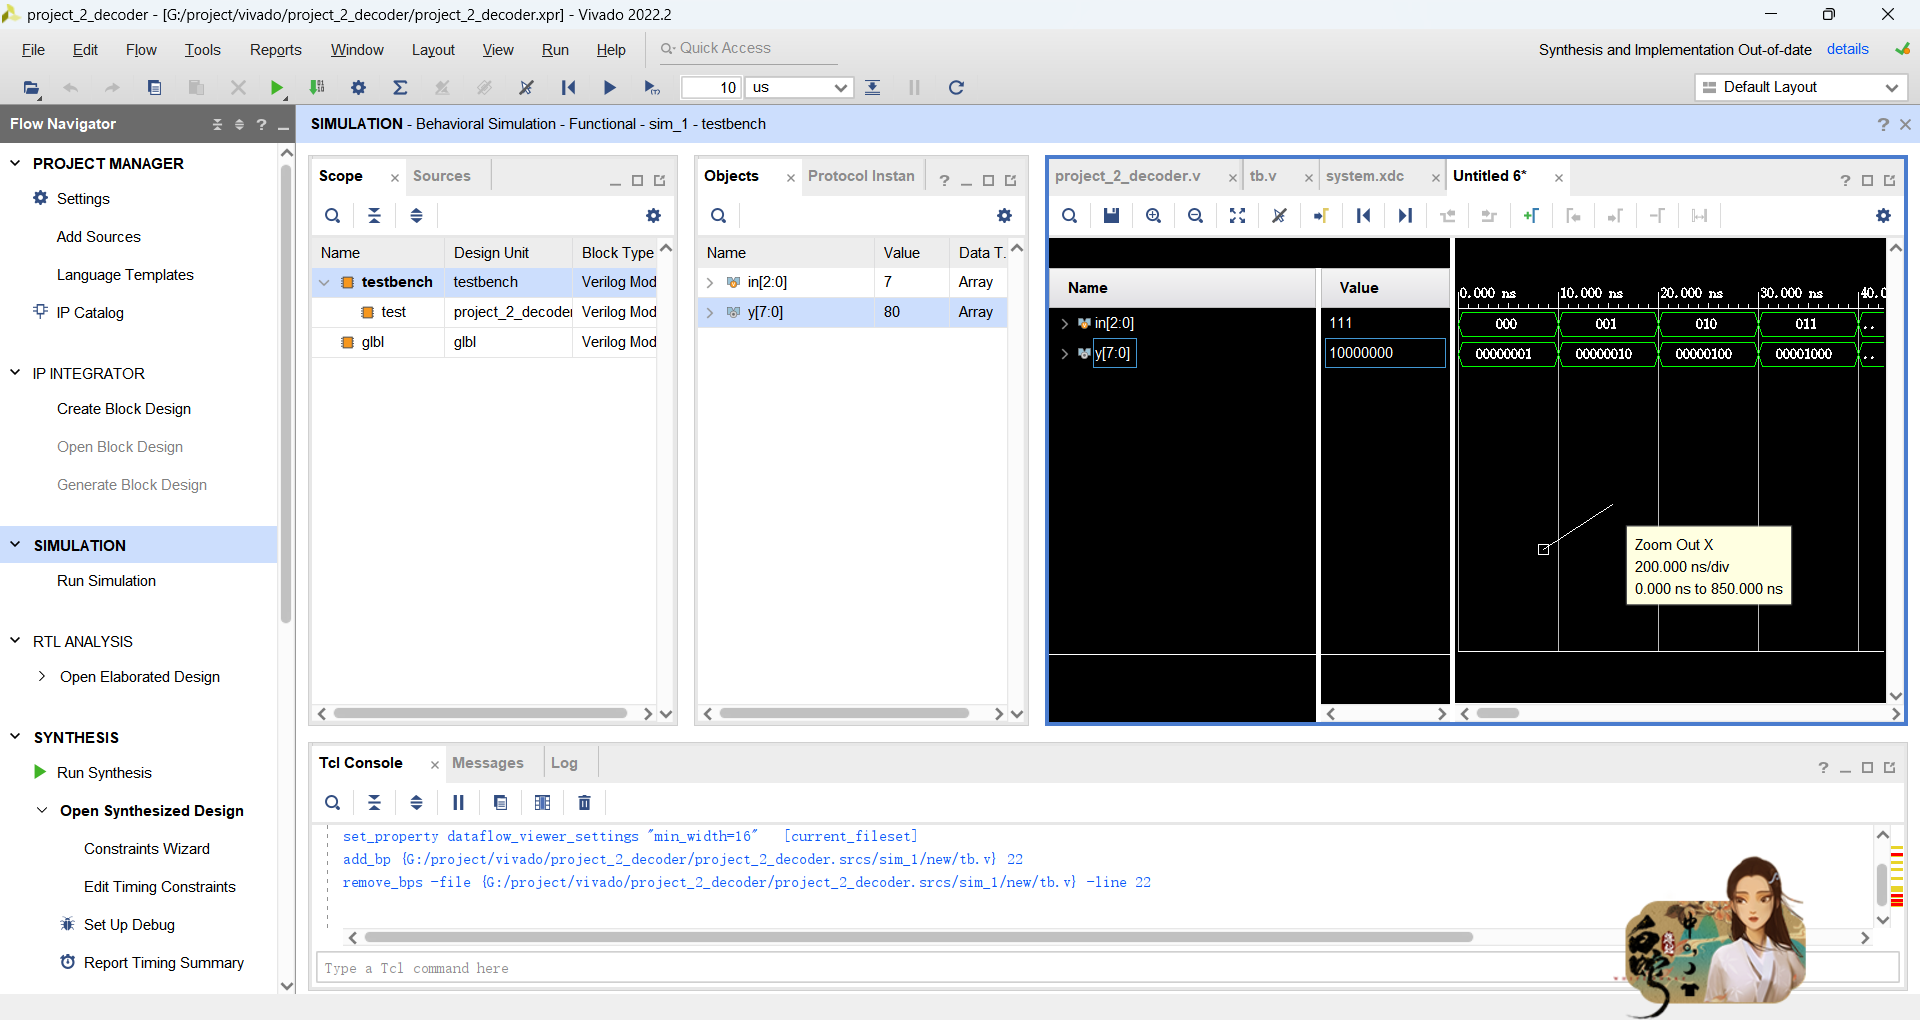 project_2_decoder - [G:/project/vivado/project_2_decoder/project_2_decoder.xpr] - Vivado 2022.2
File Edit Flow Tools Reports Window Layout View Run Help Quick Access
Synthesis and Implementation Out-of-date details
10 us
Default Layout
Flow Navigator
SIMULATION - Behavioral Simulation - Functional - sim_1 - testbench
PROJECT MANAGER
Settings
Add Sources
Language Templates
IP Catalog
IP INTEGRATOR
Create Block Design
Open Block Design
Generate Block Design
SIMULATION
Run Simulation
RTL ANALYSIS
Open Elaborated Design
SYNTHESIS
Run Synthesis
Open Synthesized Design
Constraints Wizard
Edit Timing Constraints
Set Up Debug
Report Timing Summary
Scope Sources
Name Design Unit Block Type
testbench testbench Verilog Mod
test project_2_decoder Verilog Mod
glbl glbl Verilog Mod
Objects Protocol Instan
Name Value Data T.
in[2:0] 7 Array
y[7:0] 80 Array
project_2_decoder.v tb.v system.xdc Untitled 6*
Name Value
0.000 ns 10.000 ns 20.000 ns 30.000 ns 40.0
in[2:0] 111 000 001 010 011 ..
y[7:0] 10000000 00000001 00000010 00000100 00001000 ..
Zoom Out X
200.000 ns/div
0.000 ns to 850.000 ns
Tcl Console Messages Log
set_property dataflow_viewer_settings "min_width=16" [current_fileset]
add_bp {G:/project/vivado/project_2_decoder/project_2_decoder.srcs/sim_1/new/tb.v} 22
remove_bps -file {G:/project/vivado/project_2_decoder/project_2_decoder.srcs/sim_1/new/tb.v} -line 22
Type a Tcl command here
中
白蛇